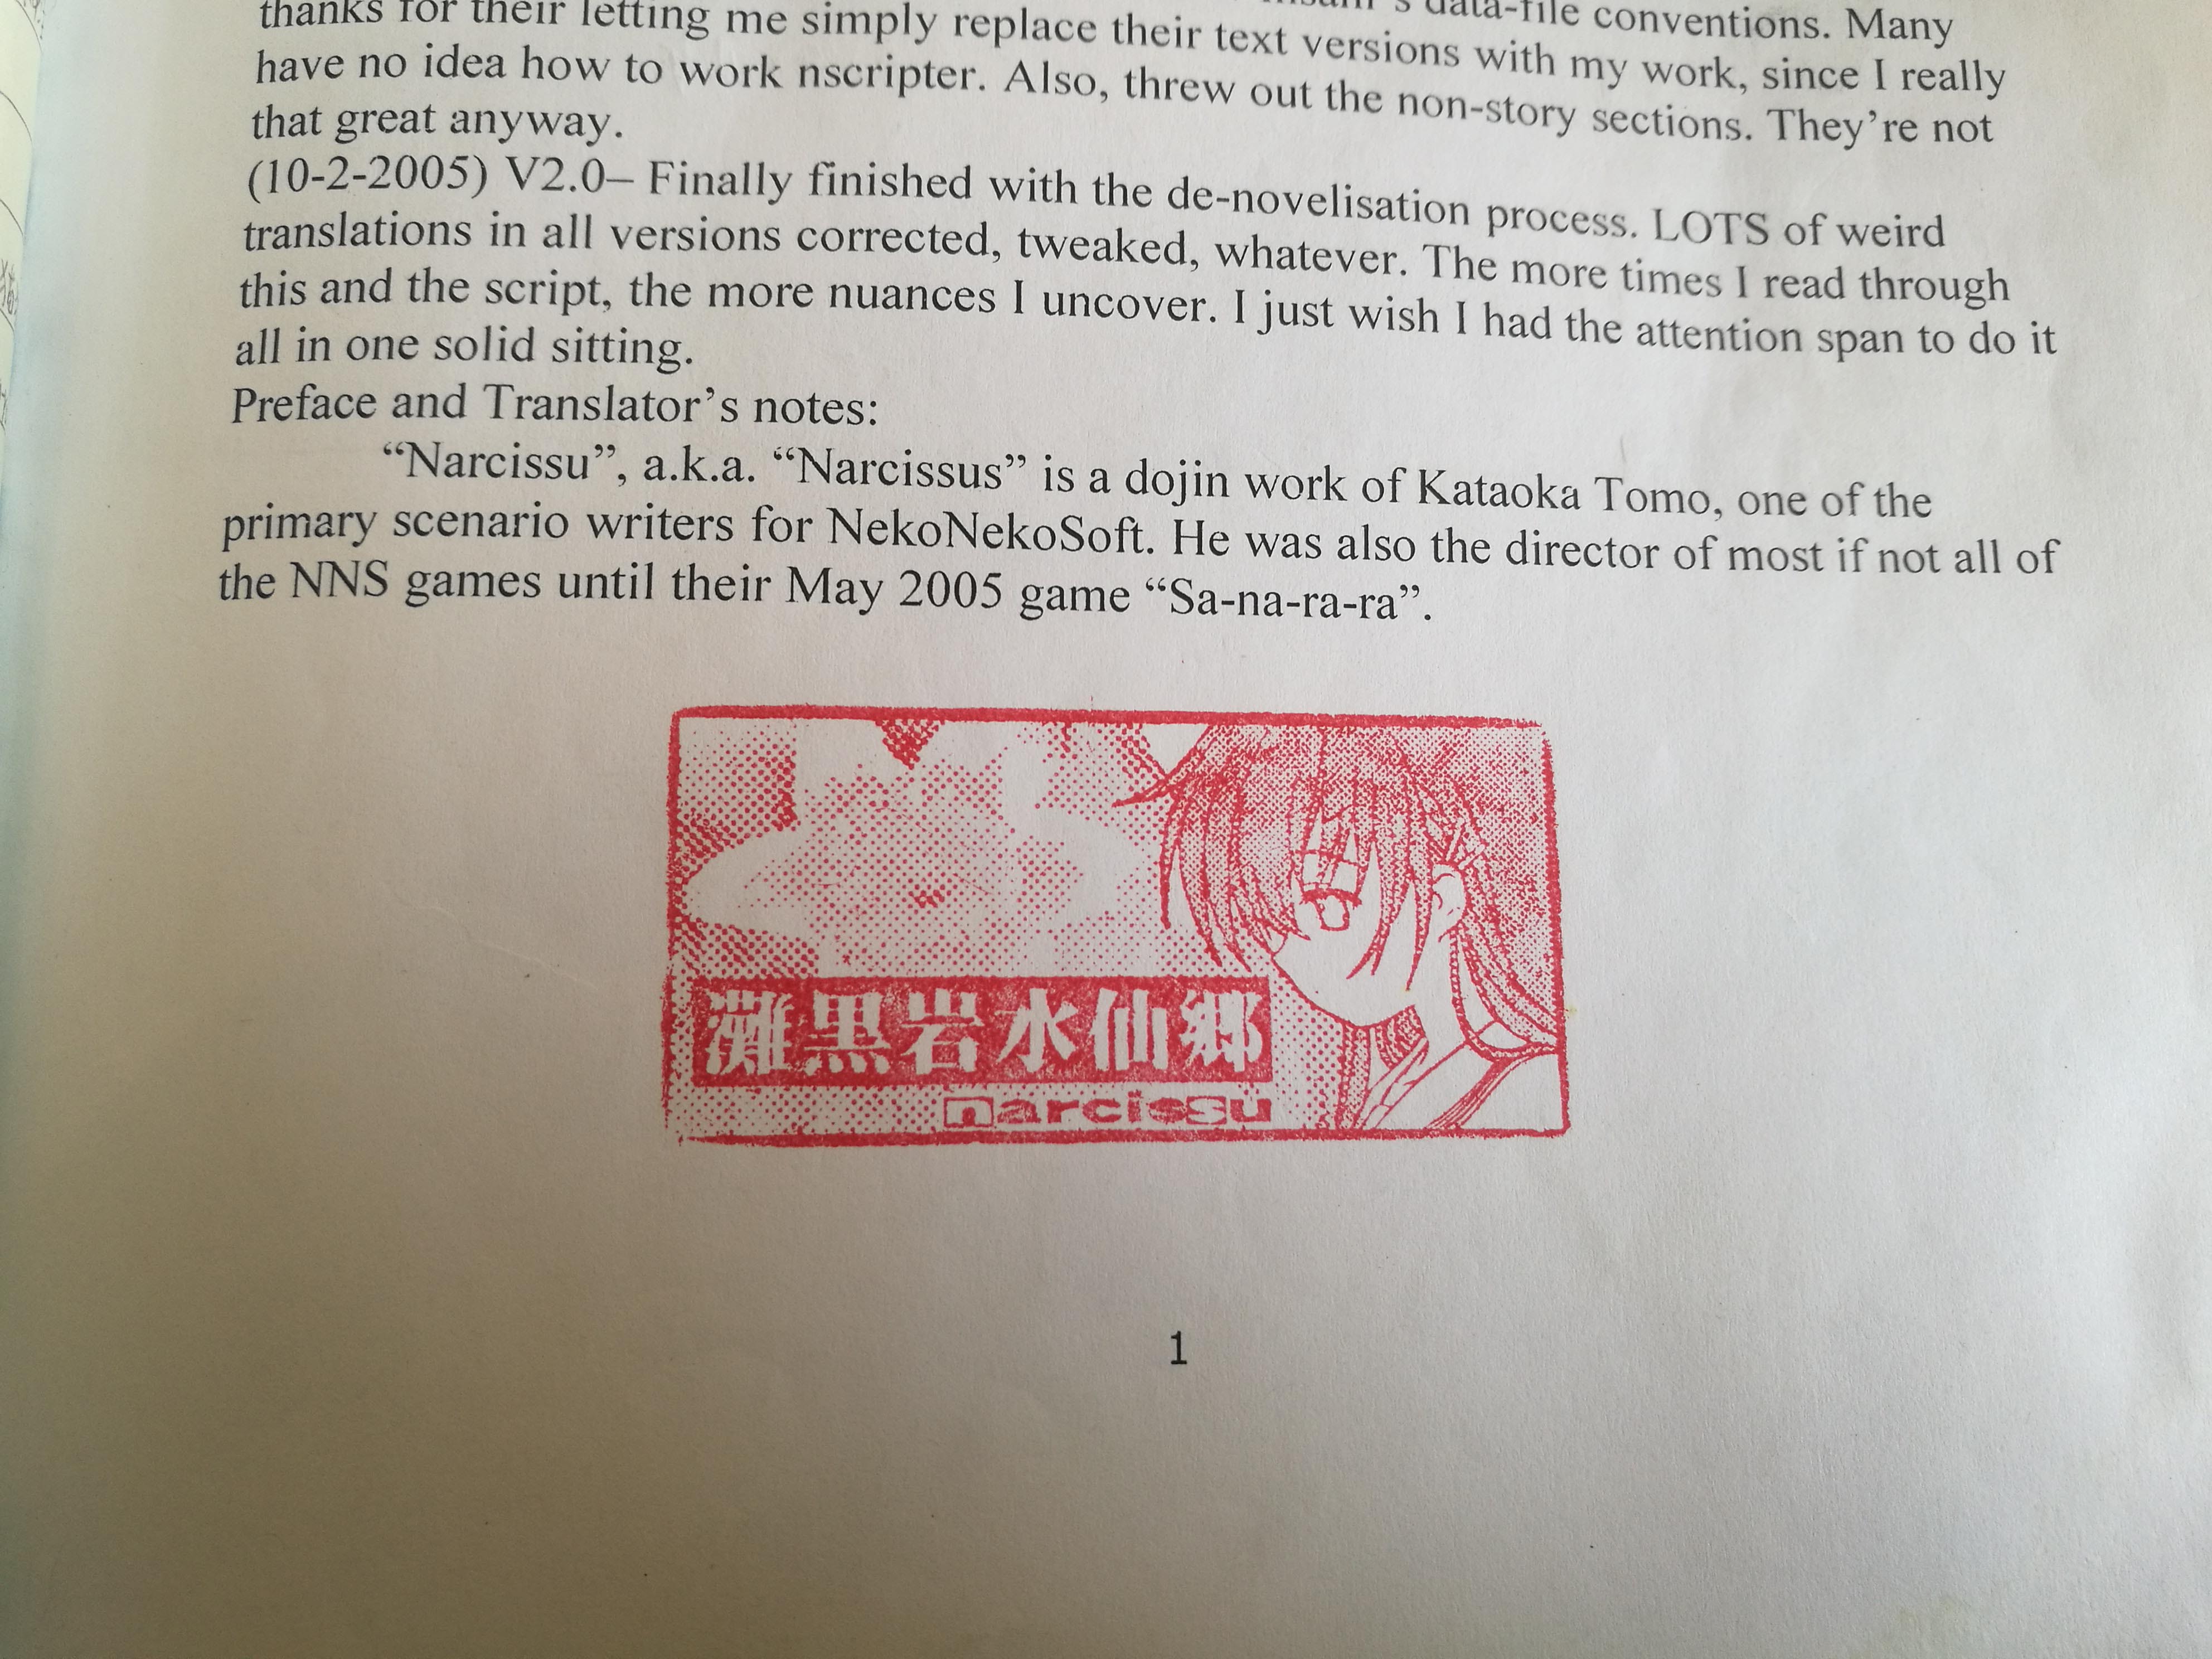 thanks for their letting me simply replace their text versions with my work, since I really
's data-file conventions. Many
have no idea how to work nscripter. Also, threw out the non-story sections. They're not
that great anyway.
(10-2-2005) V2.0– Finally finished with the de-novelisation process. LOTS of weird
translations in all versions corrected, tweaked, whatever. The more times I read through
this and the script, the more nuances I uncover. I just wish I had the attention span to do it
all in one solid sitting.
Preface and Translator's notes:
“Narcissu”, a.k.a. “Narcissus” is a dojin work of Kataoka Tomo, one of the
primary scenario writers for NekoNekoSoft. He was also the director of most if not all of
the NNS games until their May 2005 game “Sa-na-ra-ra”.
灘黒岩水仙郷
narcissu
1